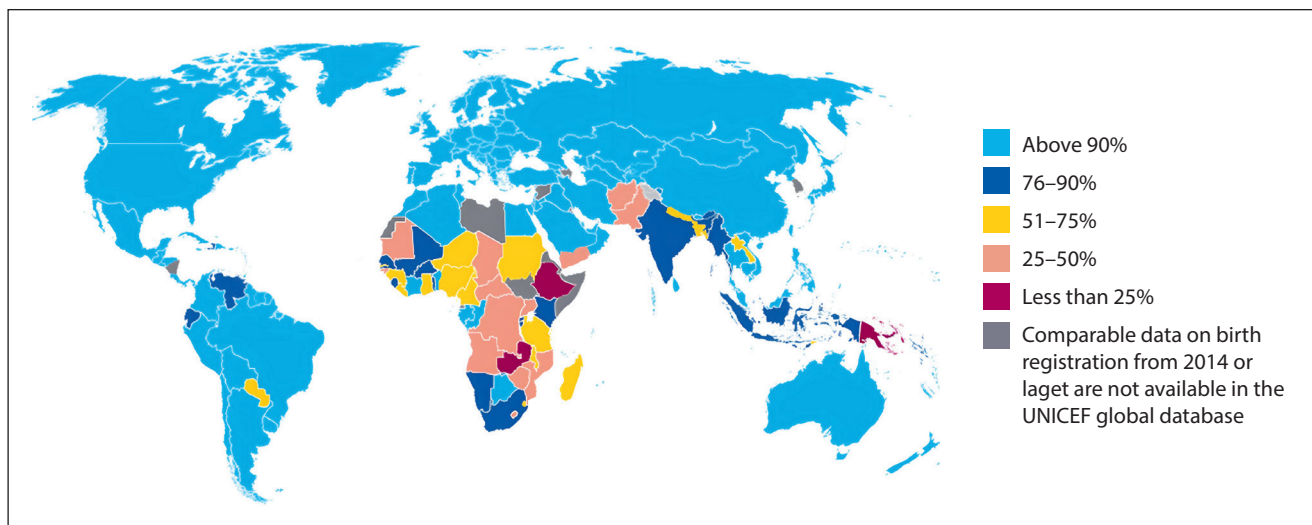 Above 90%
76–90%
51–75%
25–50%
Less than 25%
Comparable data on birth
registration from 2014 or
laget are not available in the
UNICEF global database